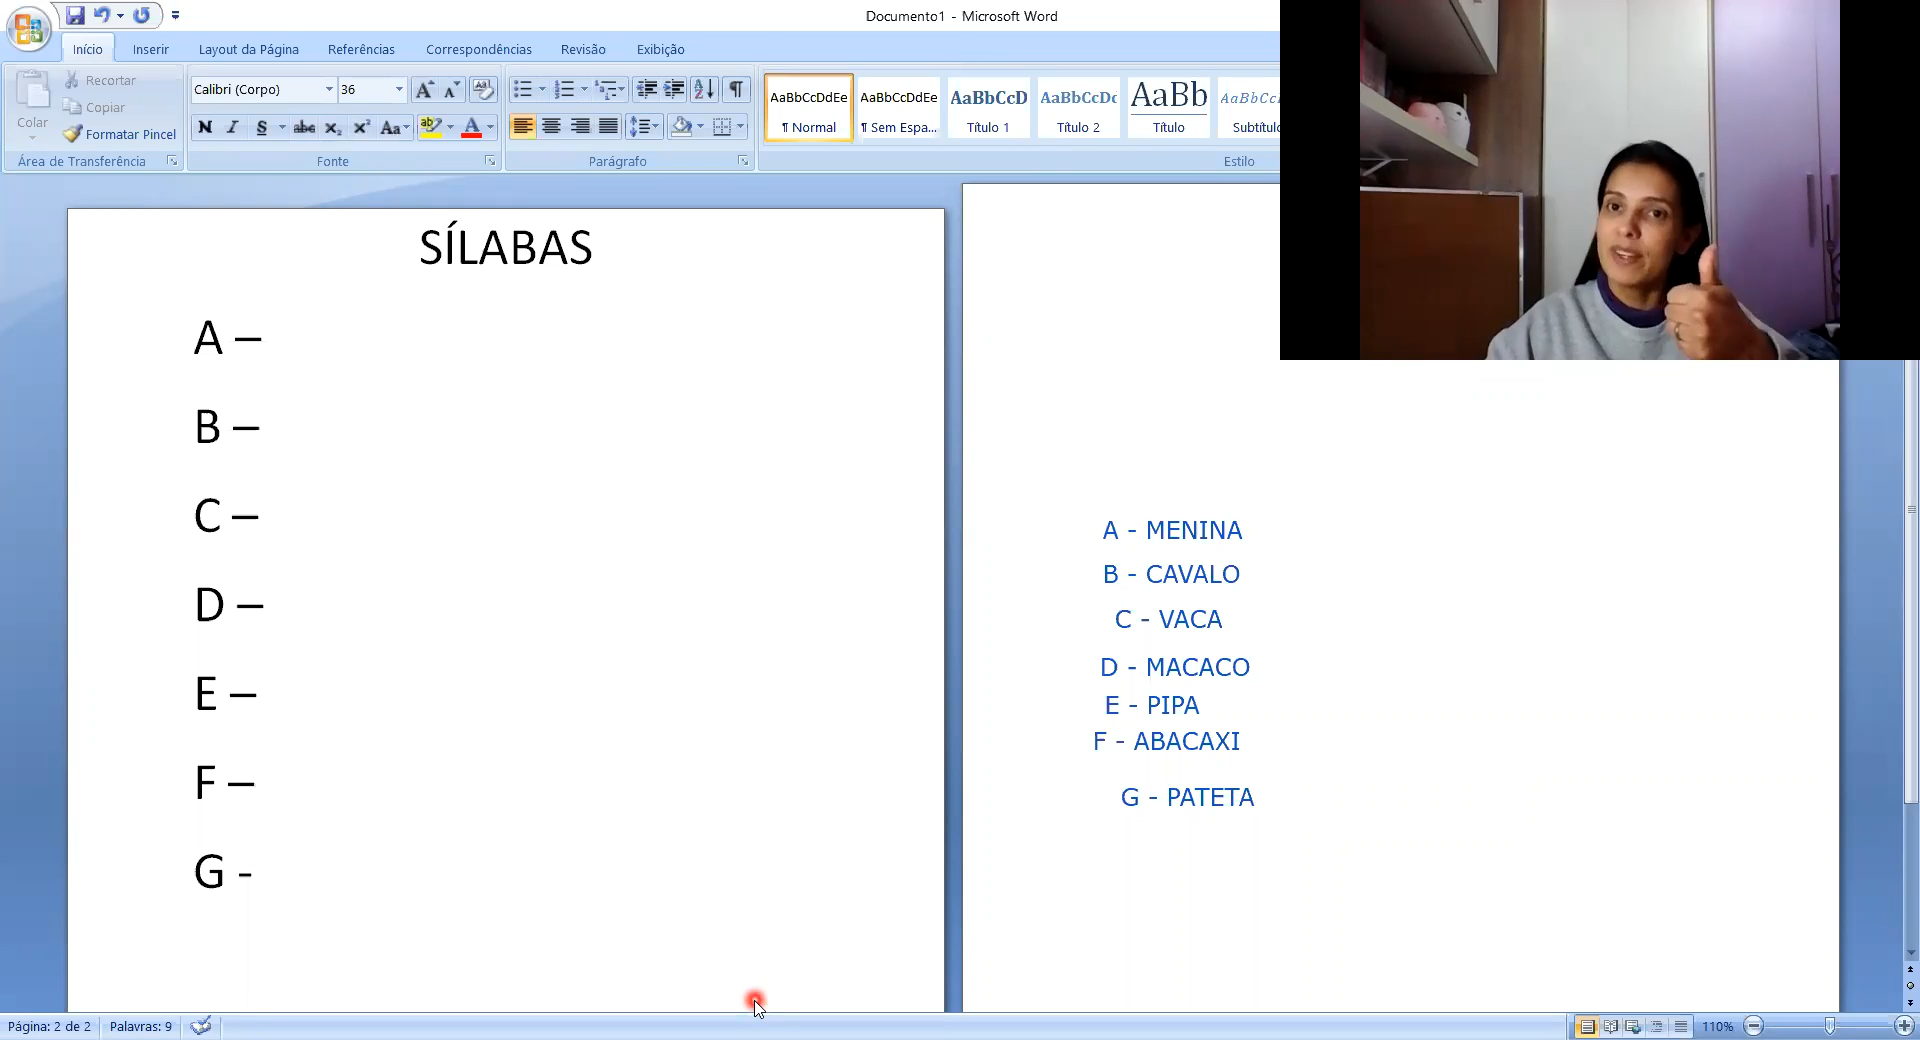 Documento1 - Microsoft Word
Início Inserir Layout da Página Referências Correspondências Revisão Exibição
Recortar
Copiar
Colar
Formatar Pincel
Área de Transferência
Calibri (Corpo) 36
Fonte
Parágrafo
AaBbCcDdEe AaBbCcDdEe AaBbCcD AaBbCcDc AaBb AaBbCcI
¶ Normal ¶ Sem Espa... Título 1 Título 2 Título Subtítulo
Estilo
SÍLABAS
A –
B –
C –
D –
E –
F –
G -
A - MENINA
B - CAVALO
C - VACA
D - MACACO
E - PIPA
F - ABACAXI
G - PATETA
Página: 2 de 2 Palavras: 9 110%